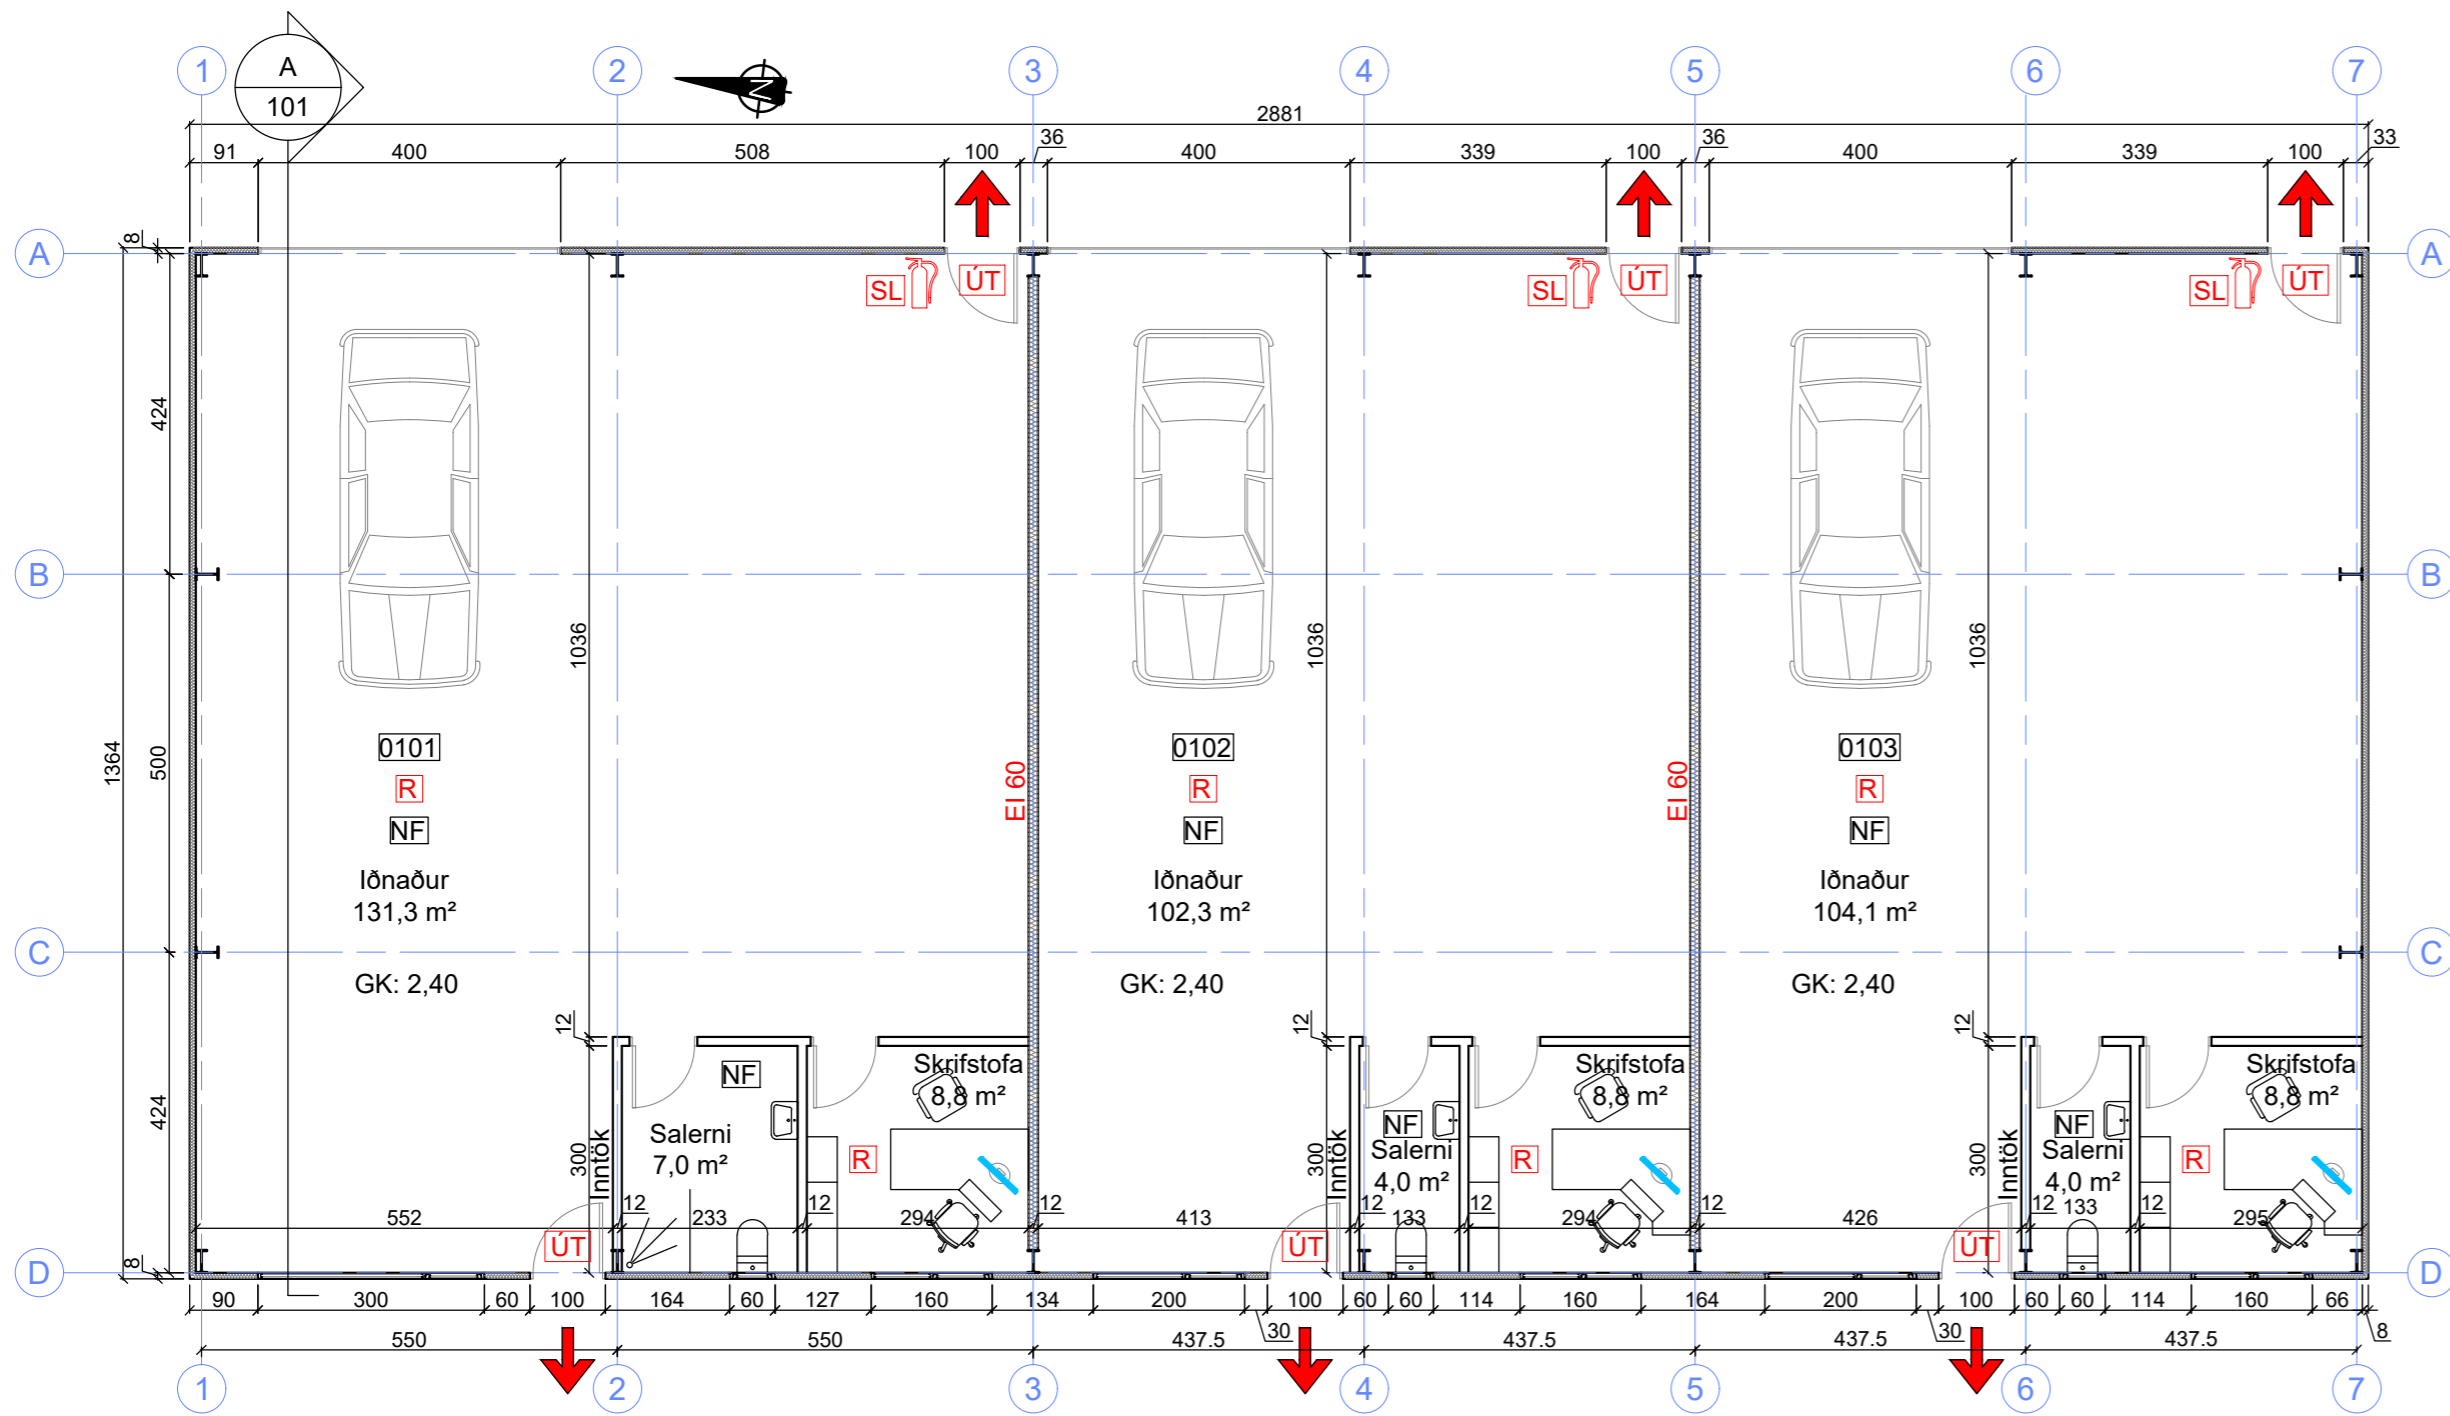 1 2 3 4 5 6 7
A
101
N
2881
91 400 508 100 36 400 339 100 36 400 339 100 33
8
A SL ÚT SL ÚT SL ÚT A
424
B B
1036 1036 1036
1364
500
0101 0102 0103
R R R
EI 60 EI 60
NF NF NF
Iðnaður Iðnaður Iðnaður
131,3 m² 102,3 m² 104,1 m²
C C
GK: 2,40 GK: 2,40 GK: 2,40
12 12 12
Skrifstofa Skrifstofa Skrifstofa
NF
8,8 m² 8,8 m² 8,8 m²
424
NF NF
Salerni Salerni Salerni
7,0 m² 4,0 m² 4,0 m²
R R R
300 Inntök 300 Inntök 300 Inntök
552 12 233 12 294 12 413 12 133 12 294 12 426 12 133 12 295
ÚT ÚT ÚT
8
D D
90 300 60 100 164 60 127 160 134 200 30 100 60 60 114 160 164 200 30 100 60 60 114 160 66 8
550 550 437.5 437.5 437.5 437.5
1 2 3 4 5 6 7